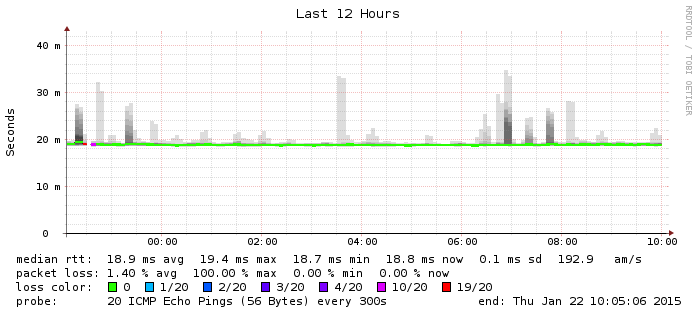 Last 12 Hours
RRDTOOL / TOBI OETIKER
Seconds
40 m
30 m
20 m
10 m
0
00:00 02:00 04:00 06:00 08:00 10:00
median rtt: 18.9 ms avg 19.4 ms max 18.7 ms min 18.8 ms now 0.1 ms sd 192.9 am/s
packet loss: 1.40 % avg 100.00 % max 0.00 % min 0.00 % now
loss color: 0 1/20 2/20 3/20 4/20 10/20 19/20
probe: 20 ICMP Echo Pings (56 Bytes) every 300s end: Thu Jan 22 10:05:06 2015